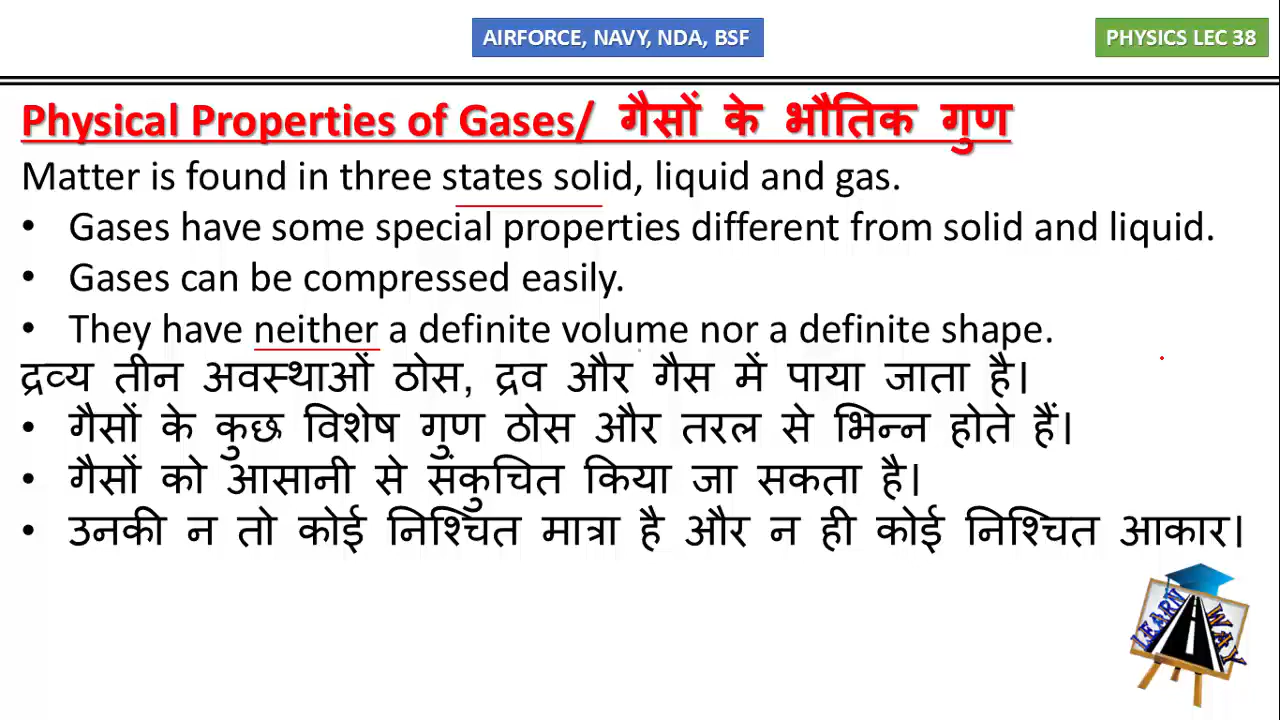 AIRFORCE, NAVY, NDA, BSF
PHYSICS LEC 38
Physical Properties of Gases/ गैसों के भौतिक गुण
Matter is found in three states solid, liquid and gas.
• Gases have some special properties different from solid and liquid.
• Gases can be compressed easily.
• They have neither a definite volume nor a definite shape.
द्रव्य तीन अवस्थाओं ठोस, द्रव और गैस में पाया जाता है।
• गैसों के कुछ विशेष गुण ठोस और तरल से भिन्न होते हैं।
• गैसों को आसानी से संकुचित किया जा सकता है।
• उनकी न तो कोई निश्चित मात्रा है और न ही कोई निश्चित आकार।
LEARN WAY